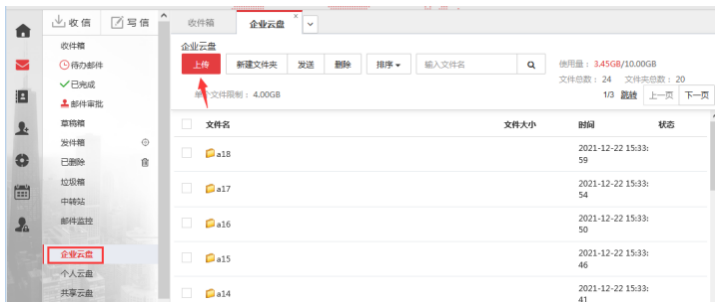 收信 写信
收件箱 企业云盘
收件箱
待办邮件
已完成
邮件审批
草稿箱
发件箱
已删除
垃圾箱
中转站
邮件监控
企业云盘
个人云盘
共享云盘
企业云盘
上传 新建文件夹 发送 删除 排序 输入文件名
单个文件限制：4.00GB
使用量：3.45GB/10.00GB
文件总数：24 文件夹总数：20
1/3 跳转 上一页 下一页
文件名 文件大小 时间 状态
a18 2021-12-22 15:33:
59
a17 2021-12-22 15:33:
54
a16 2021-12-22 15:33:
50
a15 2021-12-22 15:33:
46
a14 2021-12-22 15:33:
41